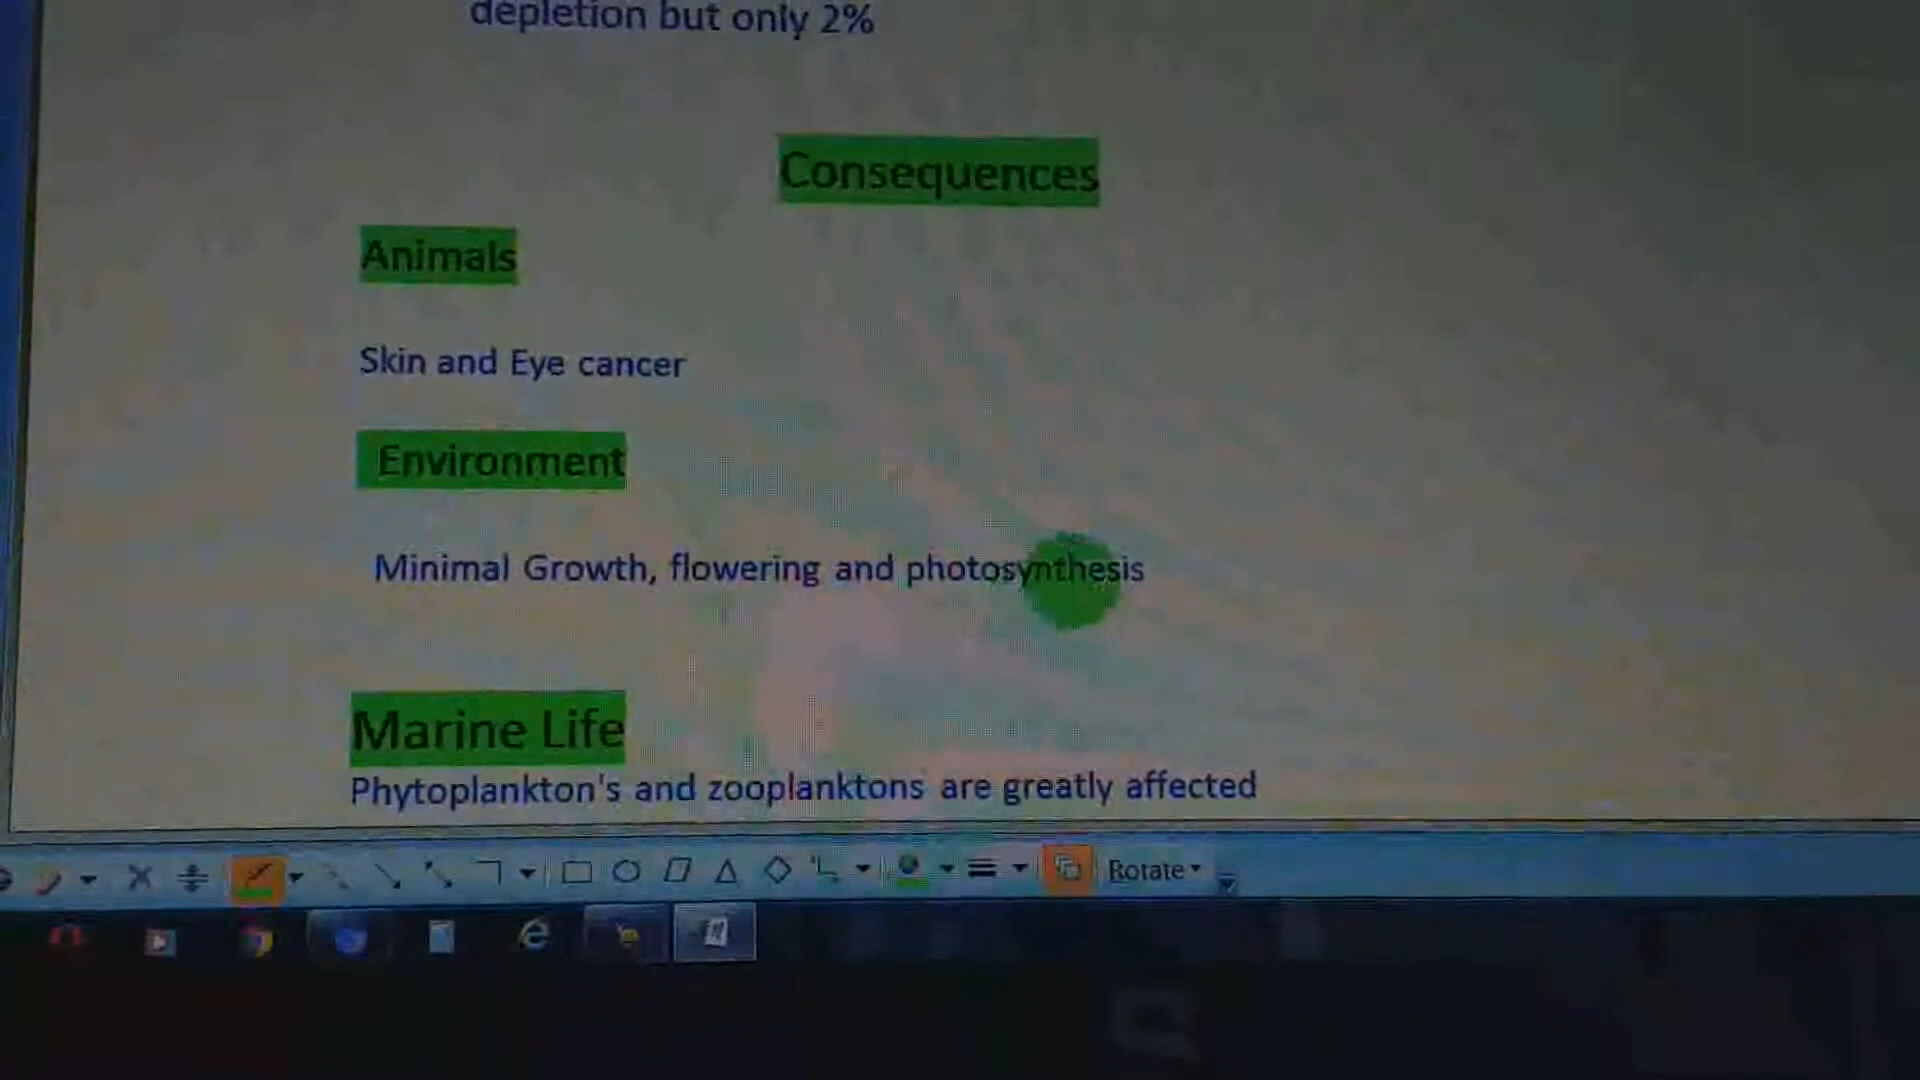 depletion but only 2%
Consequences
Animals
Skin and Eye cancer
Environment
Minimal Growth, flowering and photosynthesis
Marine Life
Phytoplankton's and zooplanktons are greatly affected
Rotate